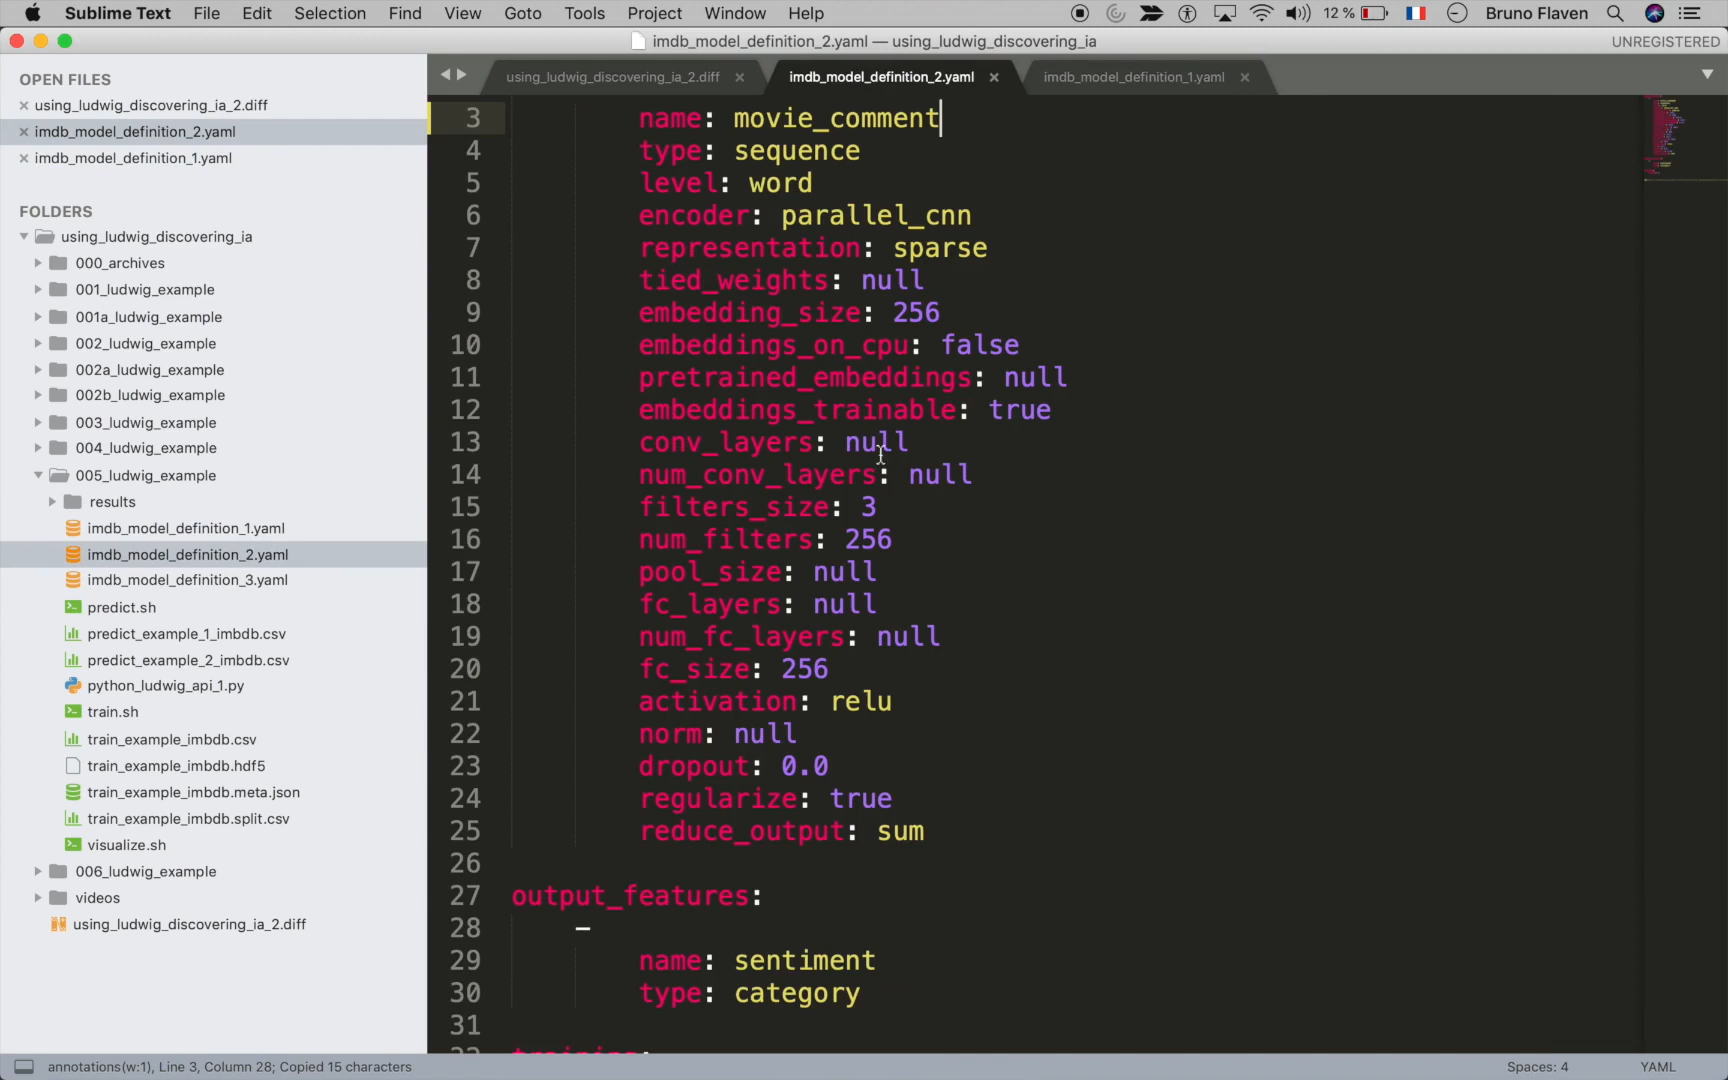 Sublime Text File Edit Selection Find View Goto Tools Project Window Help 12 % Bruno Flaven
imdb_model_definition_2.yaml — using_ludwig_discovering_ia UNREGISTERED
OPEN FILES
using_ludwig_discovering_ia_2.diff
imdb_model_definition_2.yaml
imdb_model_definition_1.yaml
FOLDERS
using_ludwig_discovering_ia
000_archives
001_ludwig_example
001a_ludwig_example
002_ludwig_example
002a_ludwig_example
002b_ludwig_example
003_ludwig_example
004_ludwig_example
005_ludwig_example
results
imdb_model_definition_1.yaml
imdb_model_definition_2.yaml
imdb_model_definition_3.yaml
predict.sh
predict_example_1_imbdb.csv
predict_example_2_imbdb.csv
python_ludwig_api_1.py
train.sh
train_example_imbdb.csv
train_example_imbdb.hdf5
train_example_imbdb.meta.json
train_example_imbdb.split.csv
visualize.sh
006_ludwig_example
videos
using_ludwig_discovering_ia_2.diff
using_ludwig_discovering_ia_2.diff imdb_model_definition_2.yaml imdb_model_definition_1.yaml
3 name: movie_comment
4 type: sequence
5 level: word
6 encoder: parallel_cnn
7 representation: sparse
8 tied_weights: null
9 embedding_size: 256
10 embeddings_on_cpu: false
11 pretrained_embeddings: null
12 embeddings_trainable: true
13 conv_layers: null
14 num_conv_layers: null
15 filters_size: 3
16 num_filters: 256
17 pool_size: null
18 fc_layers: null
19 num_fc_layers: null
20 fc_size: 256
21 activation: relu
22 norm: null
23 dropout: 0.0
24 regularize: true
25 reduce_output: sum
26
27 output_features:
28 -
29 name: sentiment
30 type: category
31
annotations(w:1), Line 3, Column 28; Copied 15 characters Spaces: 4 YAML